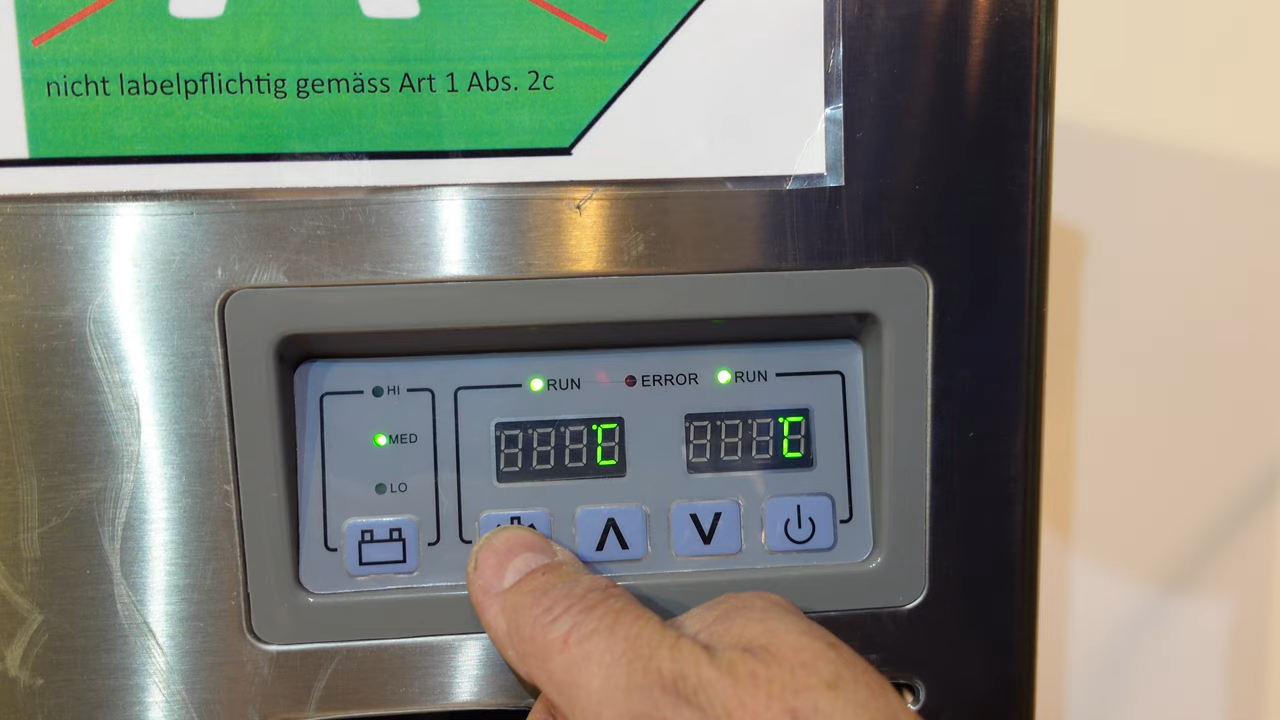 nicht labelpflichtig gemäss Art 1 Abs. 2c
RUN ERROR RUN
HI
MED
LO